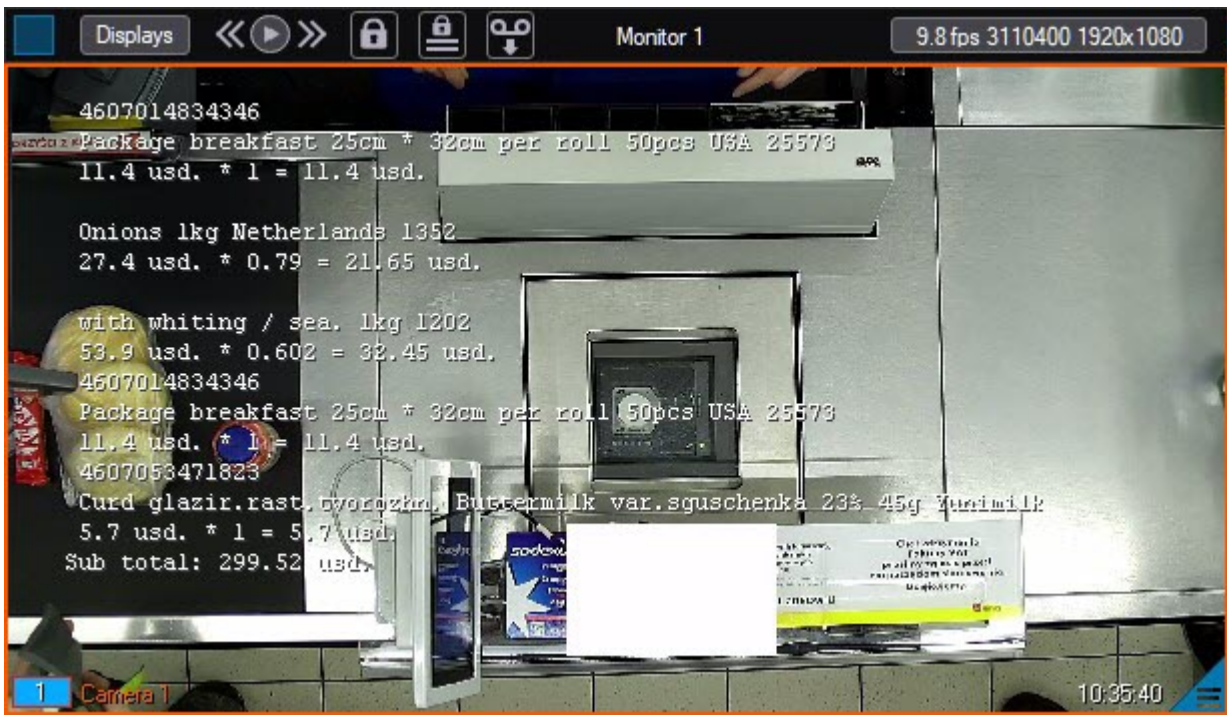 Displays
Monitor 1
9.8 fps 3110400 1920x1080
4607014834346
Package breakfast 25cm * 32cm per roll 50pcs USA 25573
11.4 usd. * 1 = 11.4 usd.
Onions 1kg Netherlands 1352
27.4 usd. * 0.79 = 21.65 usd.
with whiting / sea. 1kg 1202
53.9 usd. * 0.602 = 32.45 usd.
4607014834346
Package breakfast 25cm * 32cm per roll 50pcs USA 25573
11.4 usd. * 1 = 11.4 usd.
4607053471823
Curd glazir.rast.tvorozhn. Buttermilk var.sguschenka 23% 45g Yunimilk
5.7 usd. * 1 = 5.7 usd.
Sub total: 299.52 usd.
1
Camera 1
10:35:40